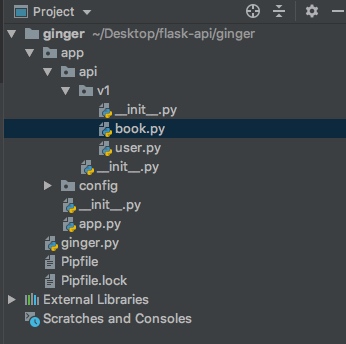 Project
ginger ~/Desktop/flask-api/ginger
app
api
v1
__init__.py
book.py
user.py
__init__.py
config
__init__.py
app.py
ginger.py
Pipfile
Pipfile.lock
External Libraries
Scratches and Consoles